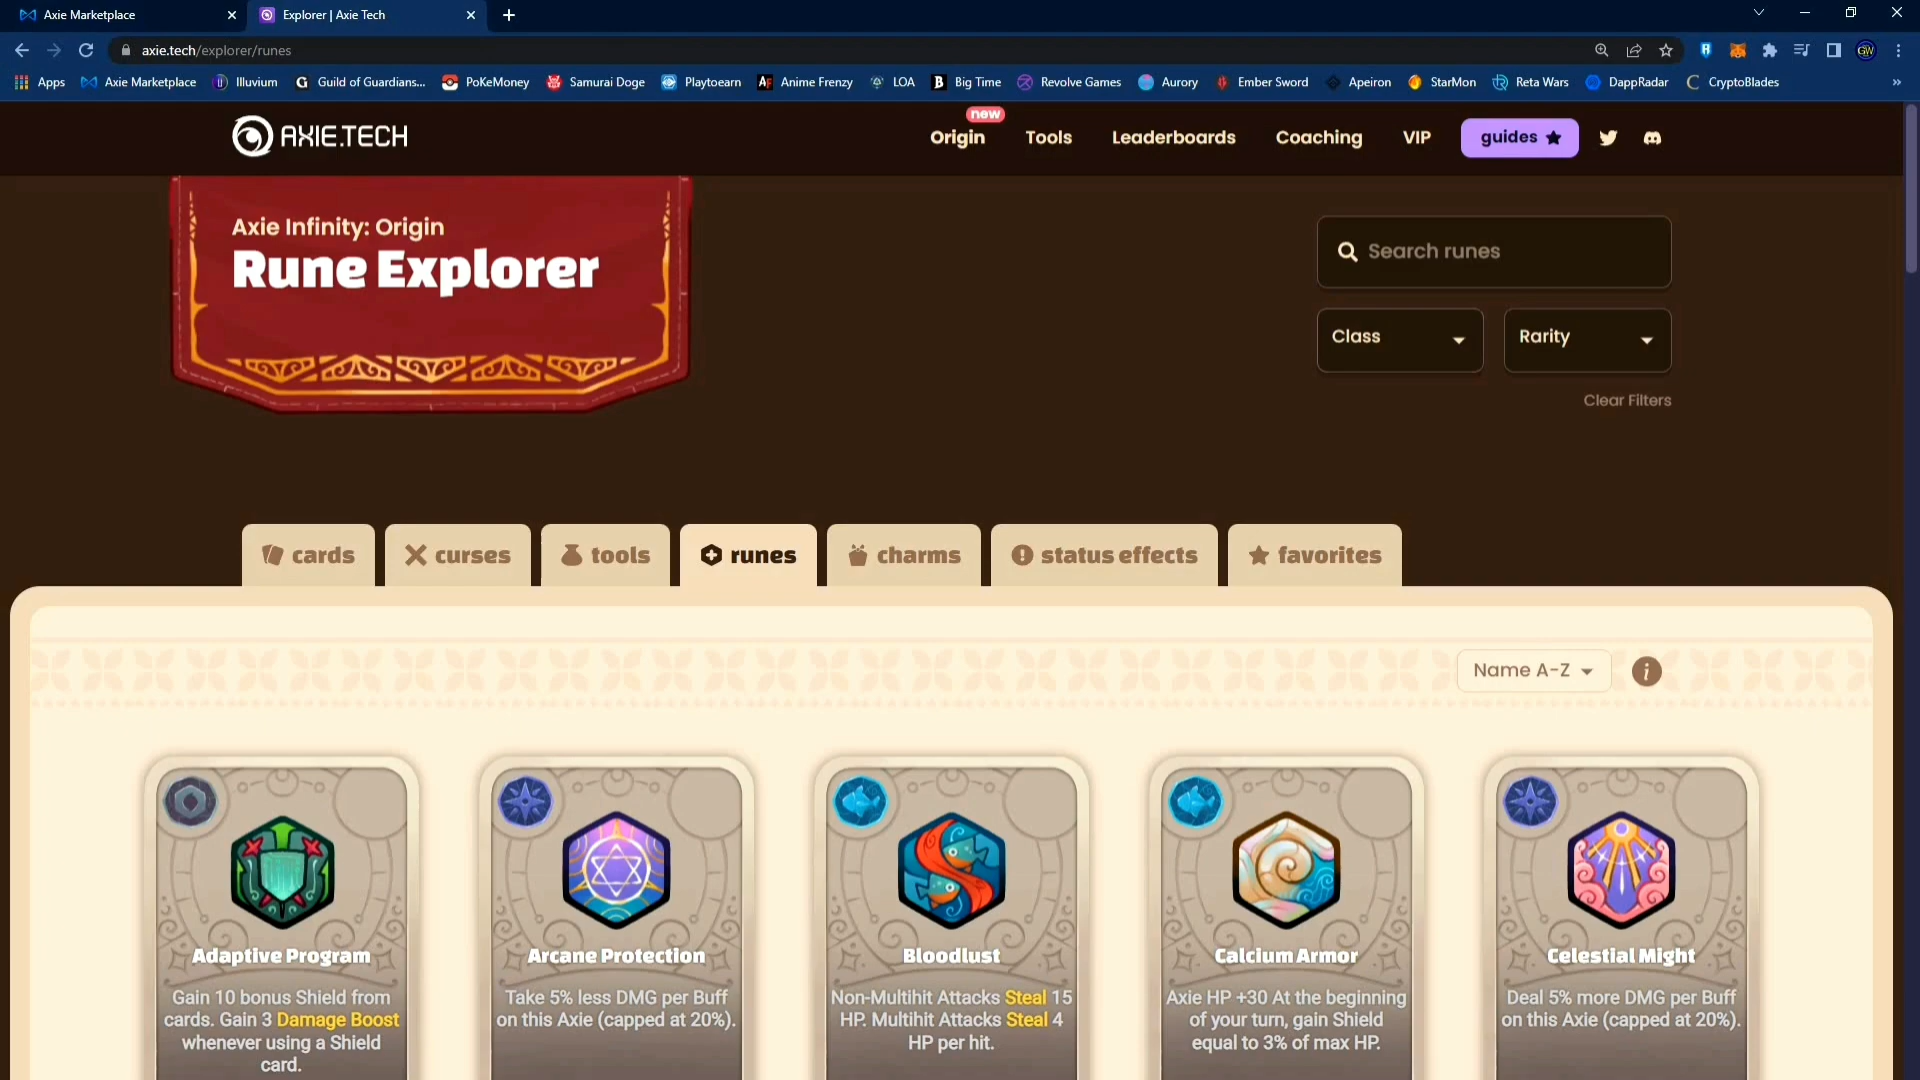 Axie Marketplace
Explorer | Axie Tech
axie.tech/explorer/runes
GW
Apps
Axie Marketplace
Illuvium
Guild of Guardians...
PoKeMoney
Samurai Doge
Playtoearn
Anime Frenzy
LOA
Big Time
Revolve Games
Aurory
Ember Sword
Apeiron
StarMon
Reta Wars
DappRadar
CryptoBlades
AXIE.TECH
new
Origin
Tools
Leaderboards
Coaching
VIP
guides
Axie Infinity: Origin
Rune Explorer
Search runes
Class
Rarity
Clear Filters
cards
curses
tools
runes
charms
status effects
favorites
Name A-Z
i
Adaptive Program
Gain 10 bonus Shield from
cards. Gain 3 Damage Boost
whenever using a Shield
card.
Arcane Protection
Take 5% less DMG per Buff
on this Axie (capped at 20%).
Bloodlust
Non-Multihit Attacks Steal 15
HP. Multihit Attacks Steal 4
HP per hit.
Calcium Armor
Axie HP +30 At the beginning
of your turn, gain Shield
equal to 3% of max HP.
Celestial Might
Deal 5% more DMG per Buff
on this Axie (capped at 20%).